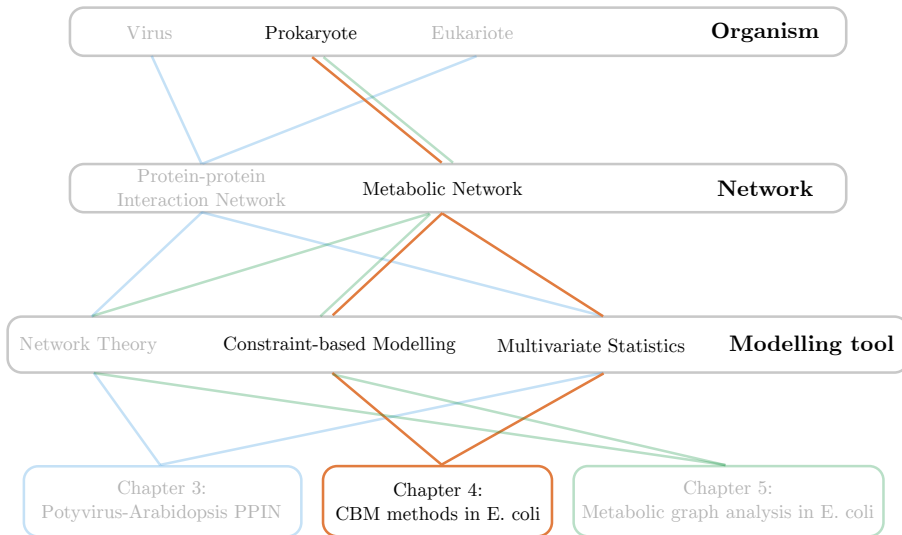 Virus Prokaryote Eukariote Organism
Protein-protein
Interaction Network
Metabolic Network
Network
Network Theory Constraint-based Modelling Multivariate Statistics Modelling tool
Chapter 3:
Potyvirus-Arabidopsis PPIN
Chapter 4:
CBM methods in E. coli
Chapter 5:
Metabolic graph analysis in E. coli